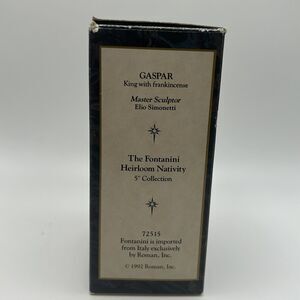 GASPAR
King with frankincense
Master Sculptor
Elio Simonetti
The Fontanini
Heirloom Nativity
5" Collection
72515
Fontanini is imported
from Italy exclusively
by Roman, Inc.
© 1992 Roman, Inc.